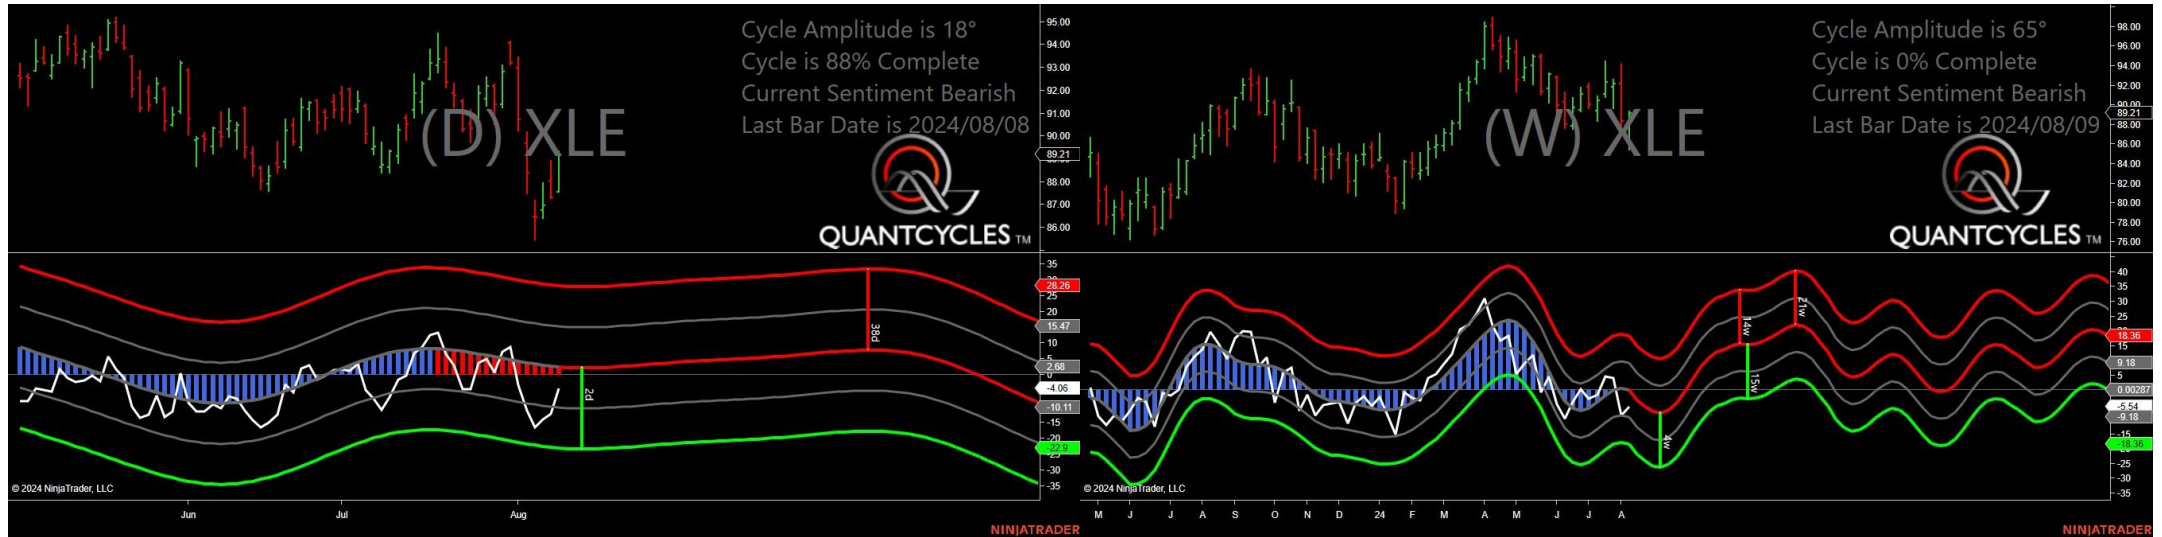 Cycle Amplitude is 18°
Cycle is 88% Complete
Current Sentiment Bearish
Last Bar Date is 2024/08/08
(D) XLE
QUANTCYCLES TM
95.00
94.00
93.00
92.00
91.00
90.00
89.21
88.00
87.00
86.00
35
28.26
25
20
15.47
10
5
2.68
0
-4.06
-10.11
-15
-20
-22.9
-25
-30
-35
38d
2d
© 2024 NinjaTrader, LLC
Jun
Jul
Aug
NINJATRADER
Cycle Amplitude is 65°
Cycle is 0% Complete
Current Sentiment Bearish
Last Bar Date is 2024/08/09
(W) XLE
QUANTCYCLES TM
98.00
96.00
94.00
92.00
90.00
89.21
88.00
86.00
84.00
82.00
80.00
78.00
76.00
40
35
30
25
18.36
15
9.18
5
0.00287
-5.54
-9.18
-15
-18.36
-25
-30
-35
14w
21w
15w
4w
© 2024 NinjaTrader, LLC
M
J
J
A
S
O
N
D
24
F
M
A
M
J
J
A
NINJATRADER